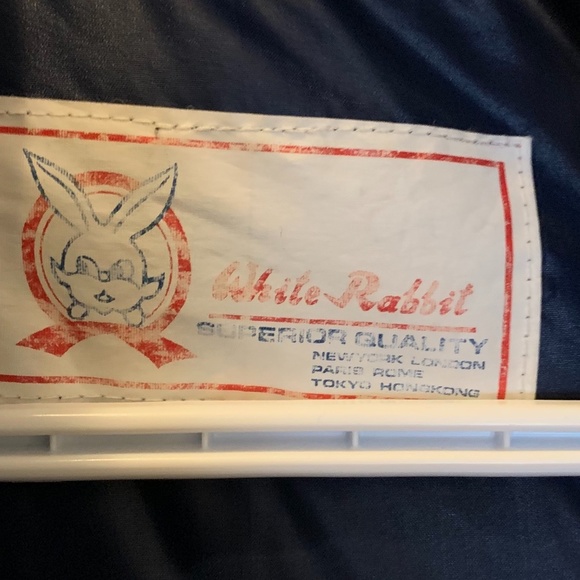 White Rabbit
SUPERIOR QUALITY
NEWYORK LONDON
PARIS ROME
TOKYO HONGKONG